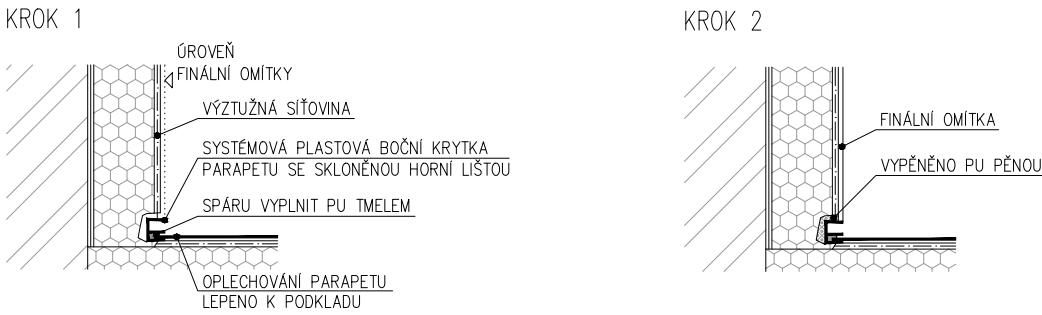 KROK 1
ÚROVEŇ
FINÁLNÍ OMÍTKY
VÝZTUŽNÁ SÍŤOVINA
SYSTÉMOVÁ PLASTOVÁ BOČNÍ KRYTKA
PARAPETU SE SKLONĚNOU HORNÍ LIŠTOU
SPÁRU VYPLNIT PU TMELEM
OPLECHOVÁNÍ PARAPETU
LEPENO K PODKLADU
KROK 2
FINÁLNÍ OMÍTKA
VYPĚNĚNO PU PĚNOU